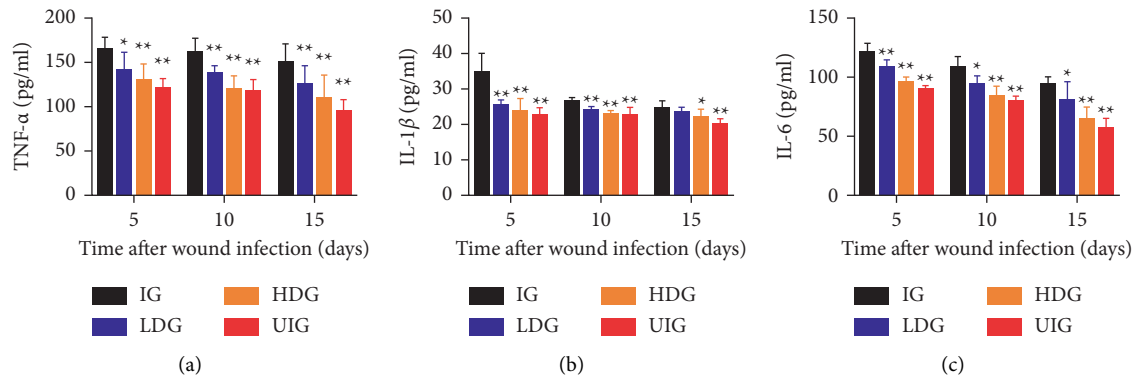 200
150
100
50
0
TNF-α (pg/ml)
* ** **
** ** **
** ** **
5 10 15
Time after wound infection (days)
IG HDG
LDG UIG
(a)
50
40
30
20
10
0
IL-1β (pg/ml)
** ** **
** ** **
* **
5 10 15
Time after wound infection (days)
IG HDG
LDG UIG
(b)
150
100
50
0
IL-6 (pg/ml)
** ** **
* ** **
* ** **
5 10 15
Time after wound infection (days)
IG HDG
LDG UIG
(c)